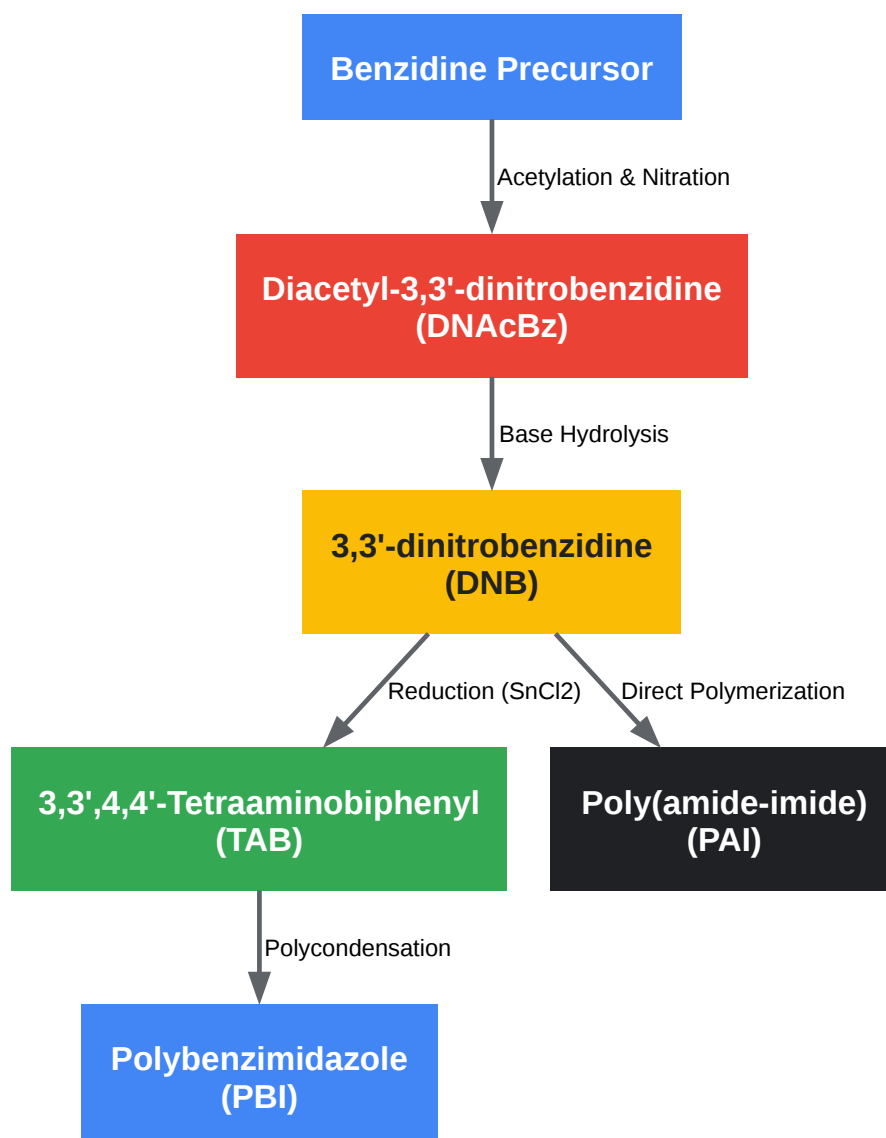 Benzidine Precursor
Acetylation & Nitration
Diacetyl-3,3'-dinitrobenzidine
(DNAcBz)
Base Hydrolysis
3,3'-dinitrobenzidine
(DNB)
Reduction (SnCl2)
Direct Polymerization
3,3',4,4'-Tetraaminobiphenyl
(TAB)
Poly(amide-imide)
(PAI)
Polycondensation
Polybenzimidazole
(PBI)